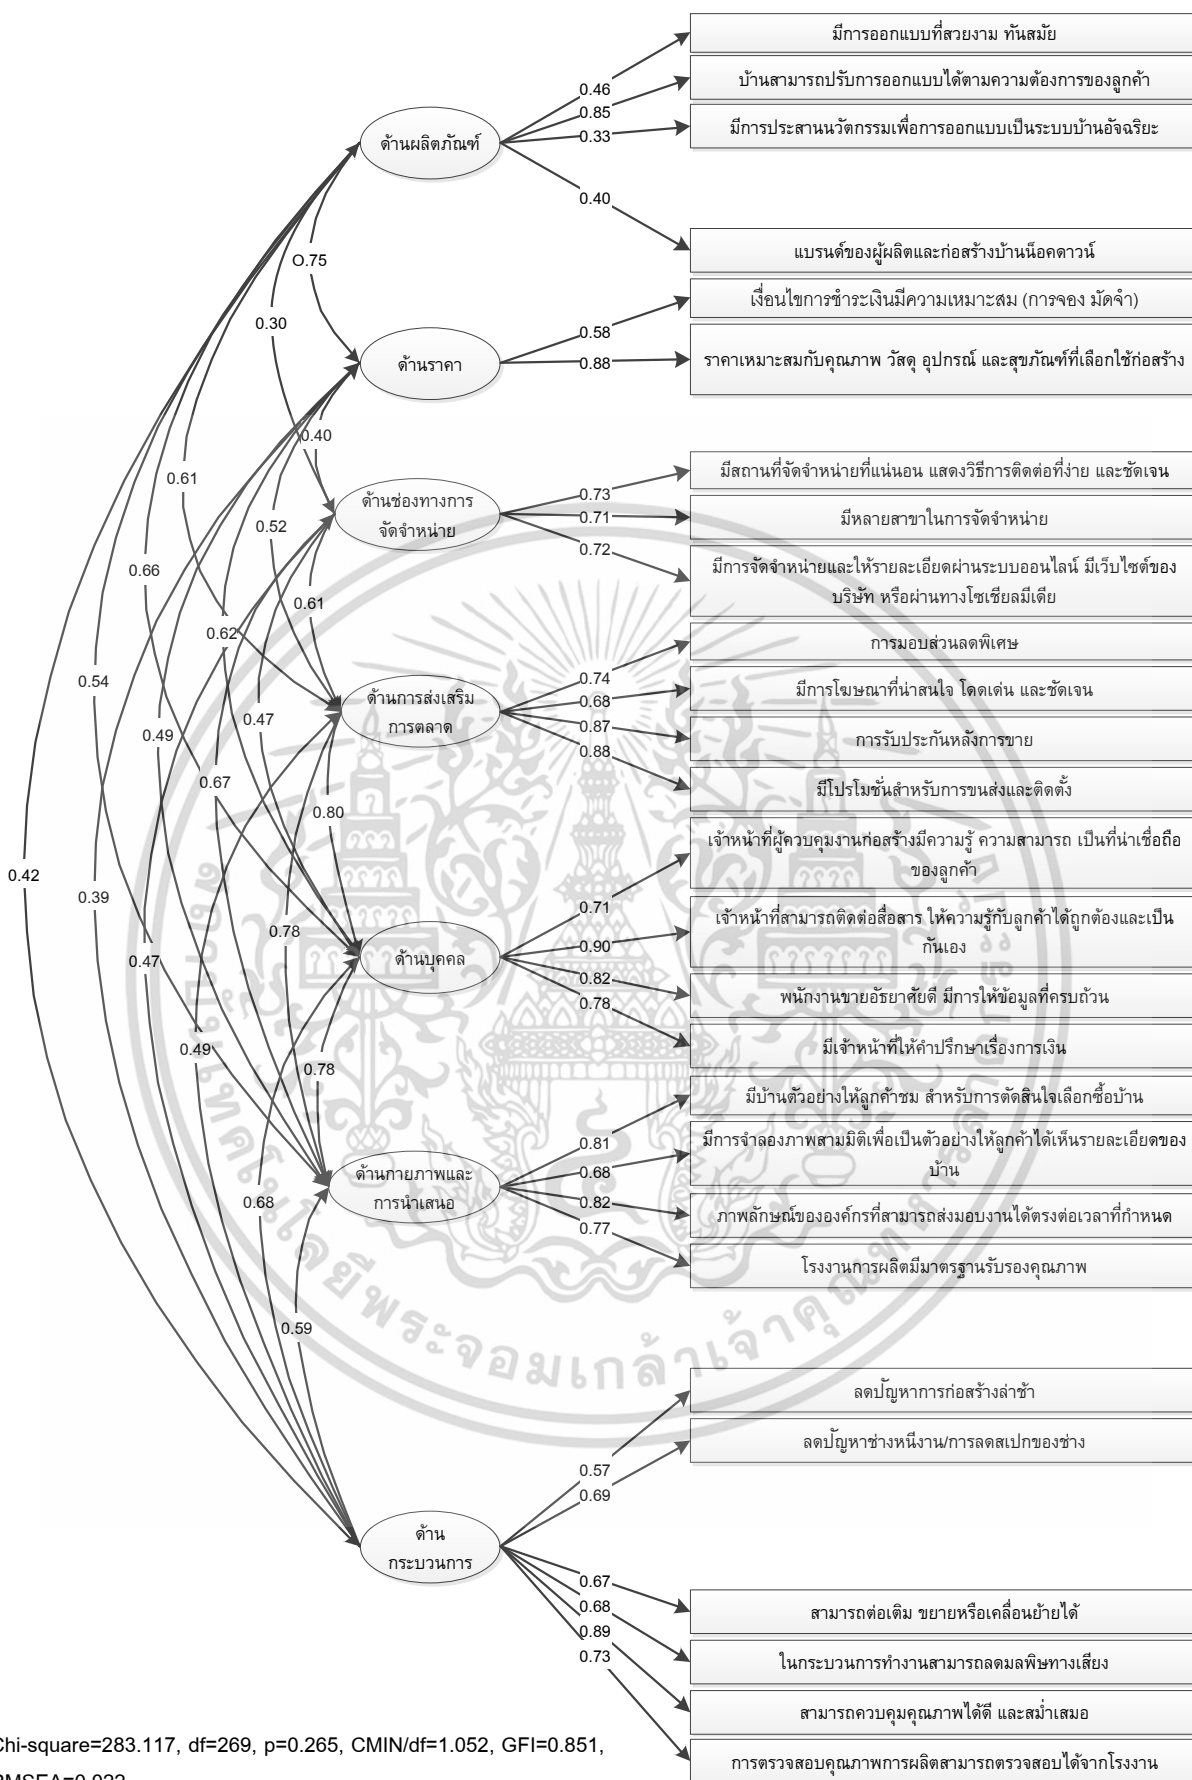 มีการออกแบบที่สวยงาม ทันสมัย
0.46
บ้านสามารถปรับการออกแบบได้ตามความต้องการของลูกค้า
0.85
มีการประสานนวัตกรรมเพื่อการออกแบบเป็นระบบบ้านอัจฉริยะ
0.33
ด้านผลิตภัณฑ์
0.40
แบรนด์ของผู้ผลิตและก่อสร้างบ้านน็อคดาวน์
O.75
เงื่อนไขการชำระเงินมีความเหมาะสม (การจอง มัดจำ)
0.30
0.58
ด้านราคา
0.88
ราคาเหมาะสมกับคุณภาพ วัสดุ อุปกรณ์ และสุขภัณฑ์ที่เลือกใช้ก่อสร้าง
0.40
0.61
มีสถานที่จัดจำหน่ายที่แน่นอน แสดงวิธีการติดต่อที่ง่าย และชัดเจน
0.73
ด้านช่องทางการ
จัดจำหน่าย
0.71
มีหลายสาขาในการจัดจำหน่าย
0.52
0.72
มีการจัดจำหน่ายและให้รายละเอียดผ่านระบบออนไลน์ มีเว็บไซต์ของ
บริษัท หรือผ่านทางโซเชียลมีเดีย
0.66
0.61
0.62
การมอบส่วนลดพิเศษ
0.74
0.54
ด้านการส่งเสริม
การตลาด
0.68
มีการโฆษณาที่น่าสนใจ โดดเด่น และชัดเจน
0.47
0.87
การรับประกันหลังการขาย
0.49
0.88
มีโปรโมชั่นสำหรับการขนส่งและติดตั้ง
0.67
0.80
เจ้าหน้าที่ผู้ควบคุมงานก่อสร้างมีความรู้ ความสามารถ เป็นที่น่าเชื่อถือ
ของลูกค้า
0.42
0.39
0.71
0.78
เจ้าหน้าที่สามารถติดต่อสื่อสาร ให้ความรู้กับลูกค้าได้ถูกต้องและเป็น
กันเอง
0.90
ด้านบุคคล
0.47
0.82
พนักงานขายอัธยาศัยดี มีการให้ข้อมูลที่ครบถ้วน
0.78
0.49
มีเจ้าหน้าที่ให้คำปรึกษาเรื่องการเงิน
0.78
มีบ้านตัวอย่างให้ลูกค้าชม สำหรับการตัดสินใจเลือกซื้อบ้าน
0.81
มีการจำลองภาพสามมิติเพื่อเป็นตัวอย่างให้ลูกค้าได้เห็นรายละเอียดของ
บ้าน
0.68
ด้านกายภาพและ
การนำเสนอ
0.68
0.82
ภาพลักษณ์ขององค์กรที่สามารถส่งมอบงานได้ตรงต่อเวลาที่กำหนด
0.77
โรงงานการผลิตมีมาตรฐานรับรองคุณภาพ
0.59
พระจอมเกล้าเจ้าคุณทหาร
ลดปัญหาการก่อสร้างล่าช้า
ลดปัญหาช่างหนีงาน/การลดสเปกของช่าง
0.57
0.69
ด้าน
กระบวนการ
0.67
สามารถต่อเติม ขยายหรือเคลื่อนย้ายได้
0.68
0.89
0.73
ในกระบวนการทำงานสามารถลดมลพิษทางเสียง
สามารถควบคุมคุณภาพได้ดี และสม่ำเสมอ
การตรวจสอบคุณภาพการผลิตสามารถตรวจสอบได้จากโรงงาน
Chi-square=283.117, df=269, p=0.265, CMIN/df=1.052, GFI=0.851,
RMSEA=0.022